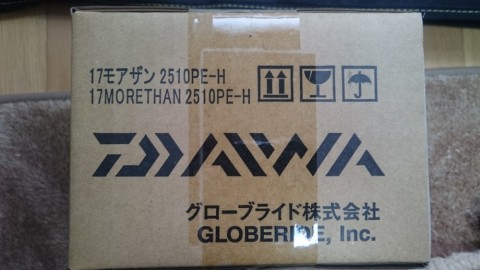 17モアザン 2510PE-H
17MORETHAN 2510PE-H
DAIWA
グローブライド株式会社
GLOBERIDE, Inc.